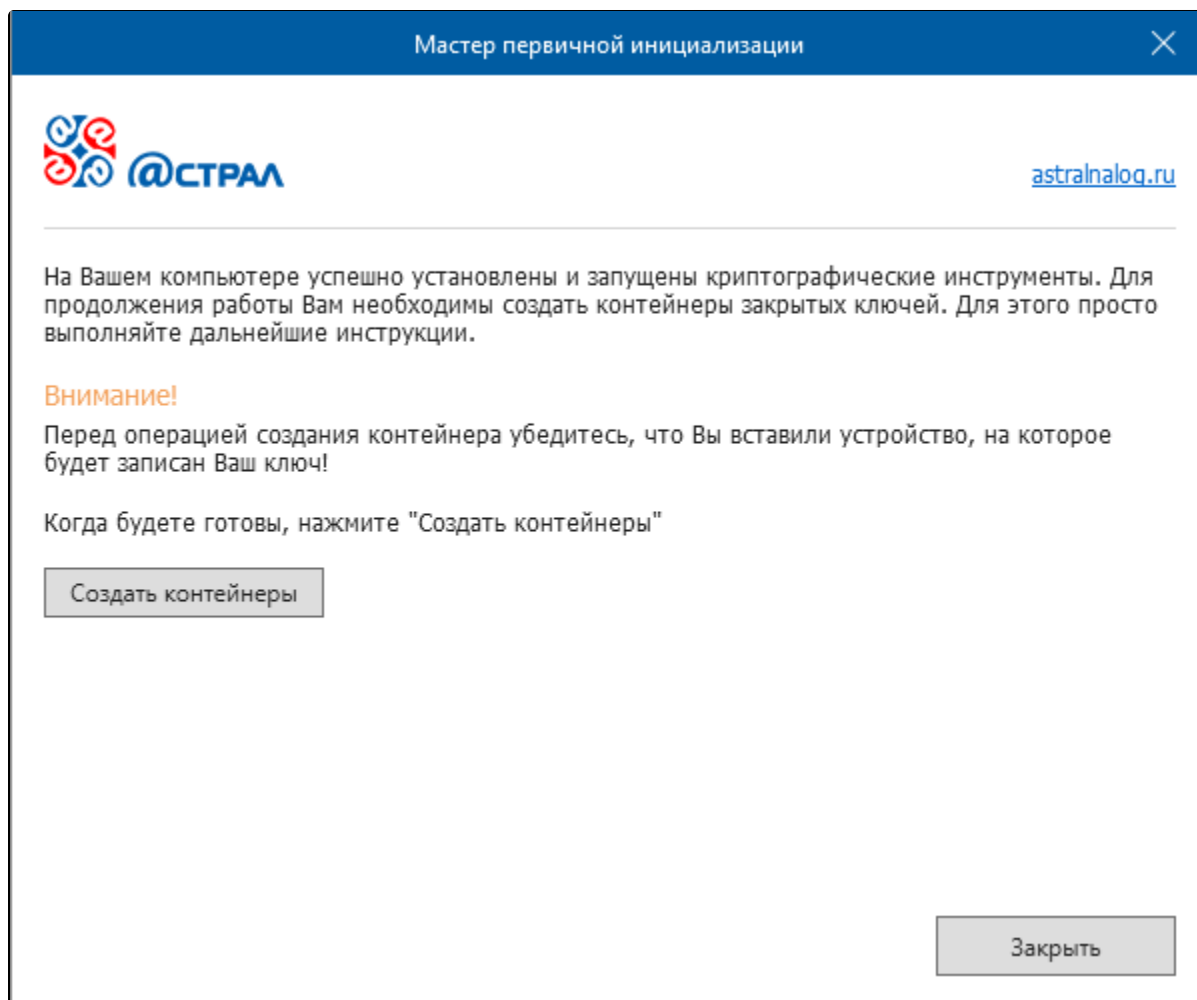 Мастер первичной инициализации
@СТРАЛ
astralnalog.ru
На Вашем компьютере успешно установлены и запущены криптографические инструменты. Для
продолжения работы Вам необходимы создать контейнеры закрытых ключей. Для этого просто
выполняйте дальнейшие инструкции.
Внимание!
Перед операцией создания контейнера убедитесь, что Вы вставили устройство, на которое
будет записан Ваш ключ!
Когда будете готовы, нажмите "Создать контейнеры"
Создать контейнеры
Закрыть